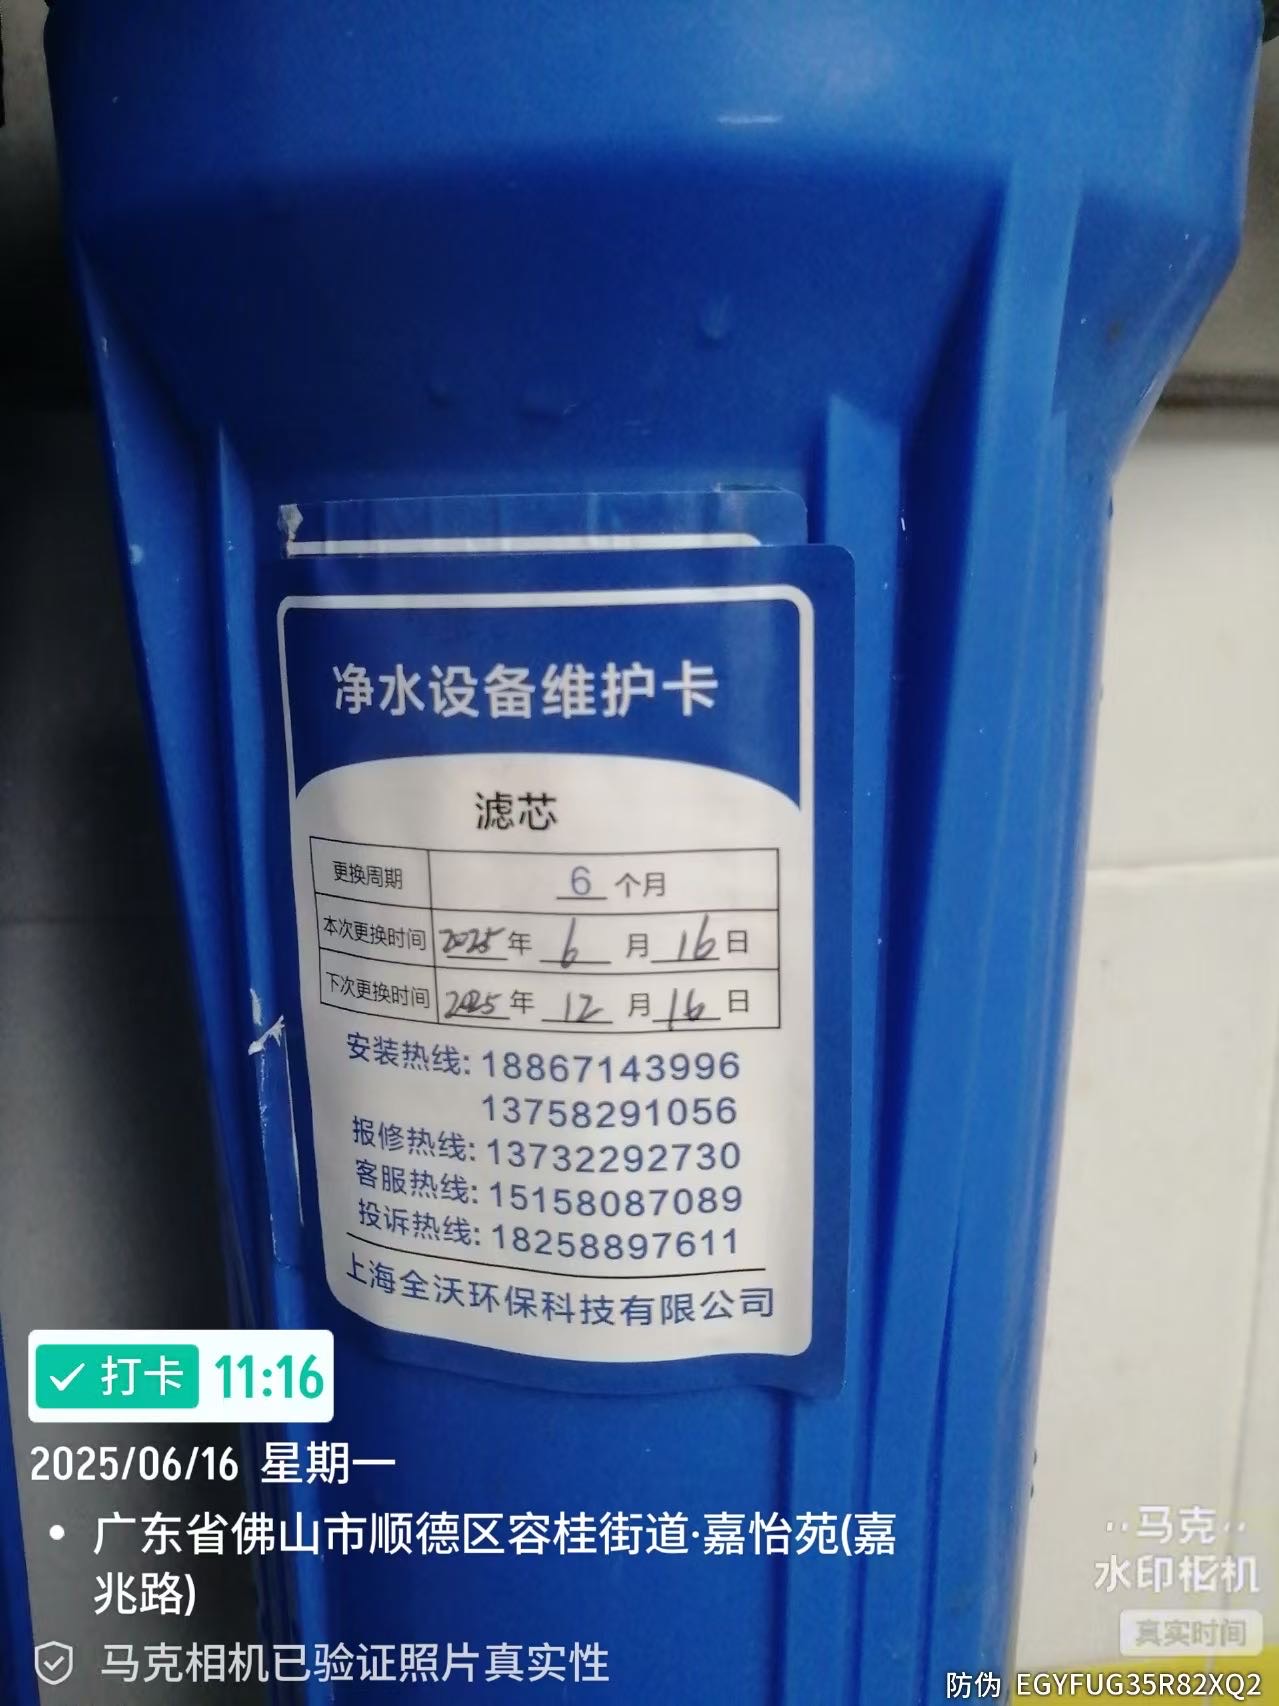 净水设备维护卡
滤芯
更换周期 6 个月
本次更换时间 2025 年 6 月 16 日
下次更换时间 2025 年 12 月 16 日
安装热线: 18867143996
13758291056
报修热线: 13732292730
客服热线: 15158087089
投诉热线: 18258897611
上海全沃环保科技有限公司
打卡 11:16
2025/06/16 星期一
• 广东省佛山市顺德区容桂街道·嘉怡苑(嘉
兆路)
马克相机已验证照片真实性
马克
水印相机
真实时间
防伪 EGYFUG35R82XQ2